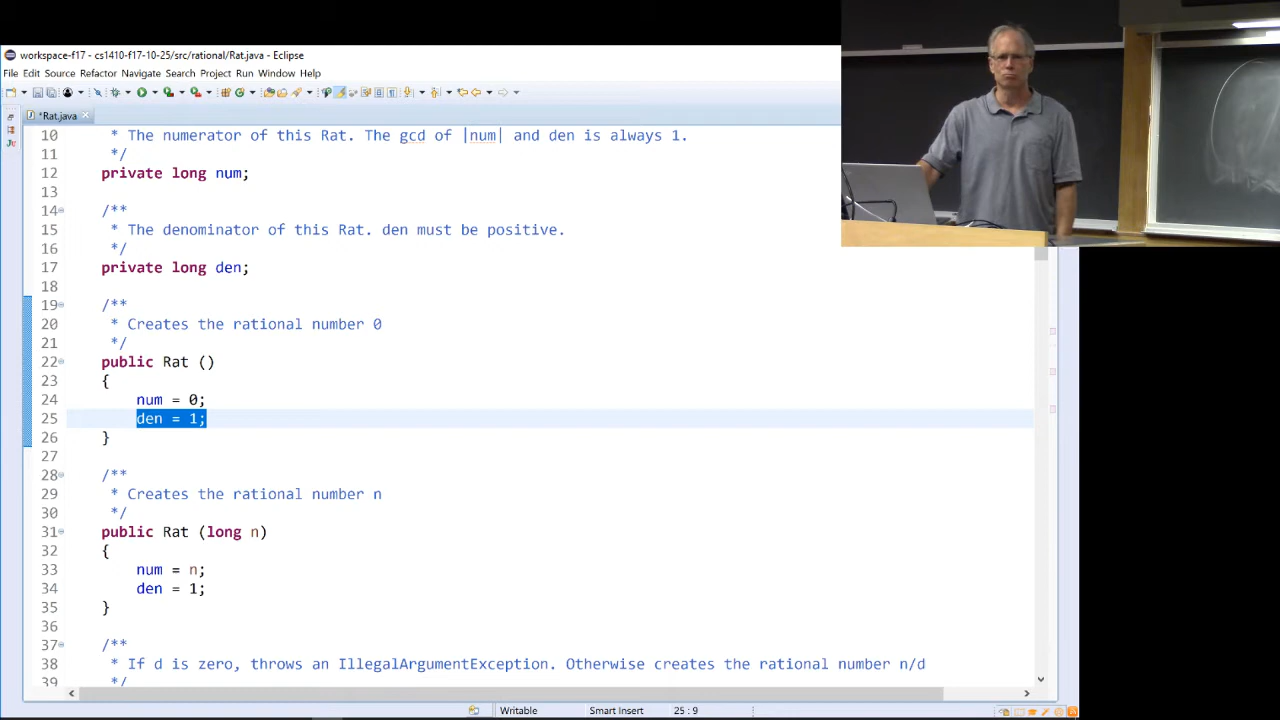 workspace-f17 - cs1410-f17-10-25/src/rational/Rat.java - Eclipse
File Edit Source Refactor Navigate Search Project Run Window Help
*Rat.java
10 * The numerator of this Rat. The gcd of |num| and den is always 1.
11 */
12 private long num;
13
14 /**
15 * The denominator of this Rat. den must be positive.
16 */
17 private long den;
18
19 /**
20 * Creates the rational number 0
21 */
22 public Rat ()
23 {
24 num = 0;
25 den = 1;
26 }
27
28 /**
29 * Creates the rational number n
30 */
31 public Rat (long n)
32 {
33 num = n;
34 den = 1;
35 }
36
37 /**
38 * If d is zero, throws an IllegalArgumentException. Otherwise creates the rational number n/d
39 */
Writable Smart Insert 25 : 9